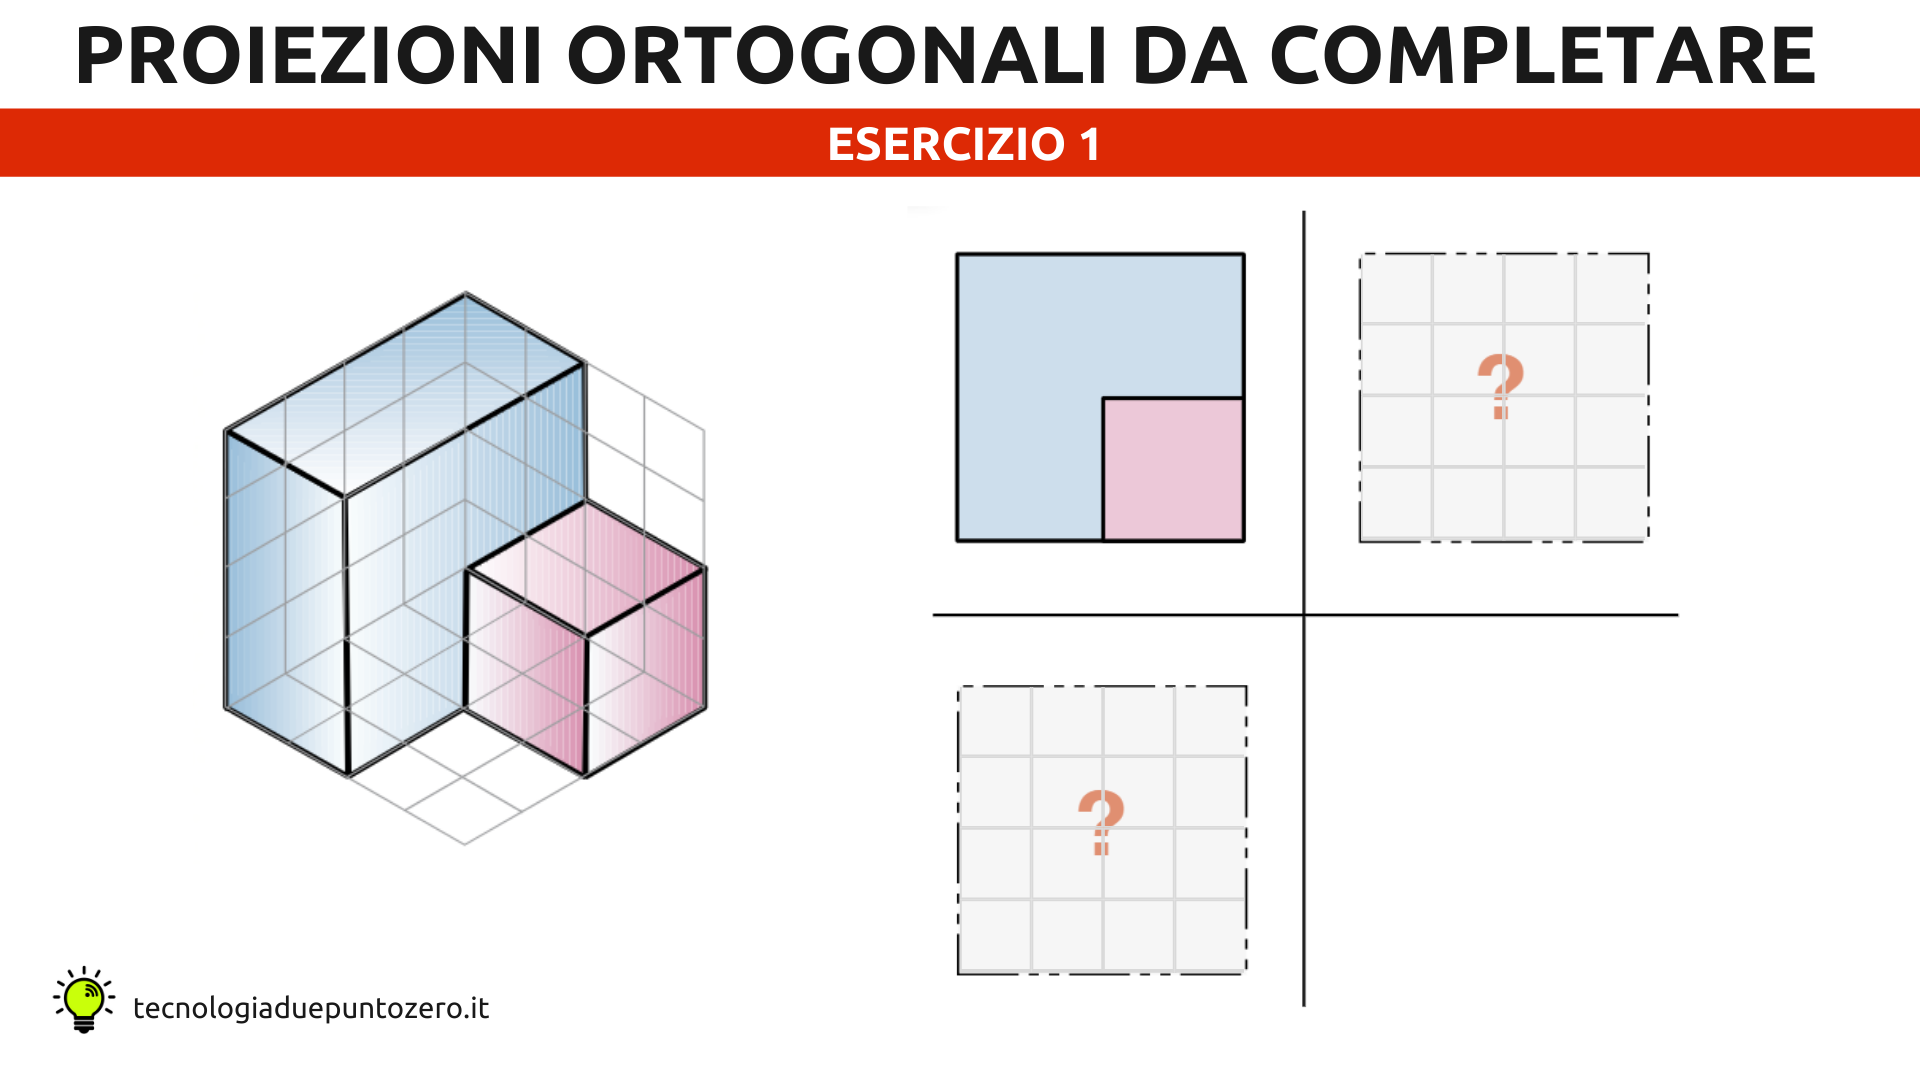 PROIEZIONI ORTOGONALI DA COMPLETARE
ESERCIZIO 1
?
?
tecnologiaduepuntozero.it